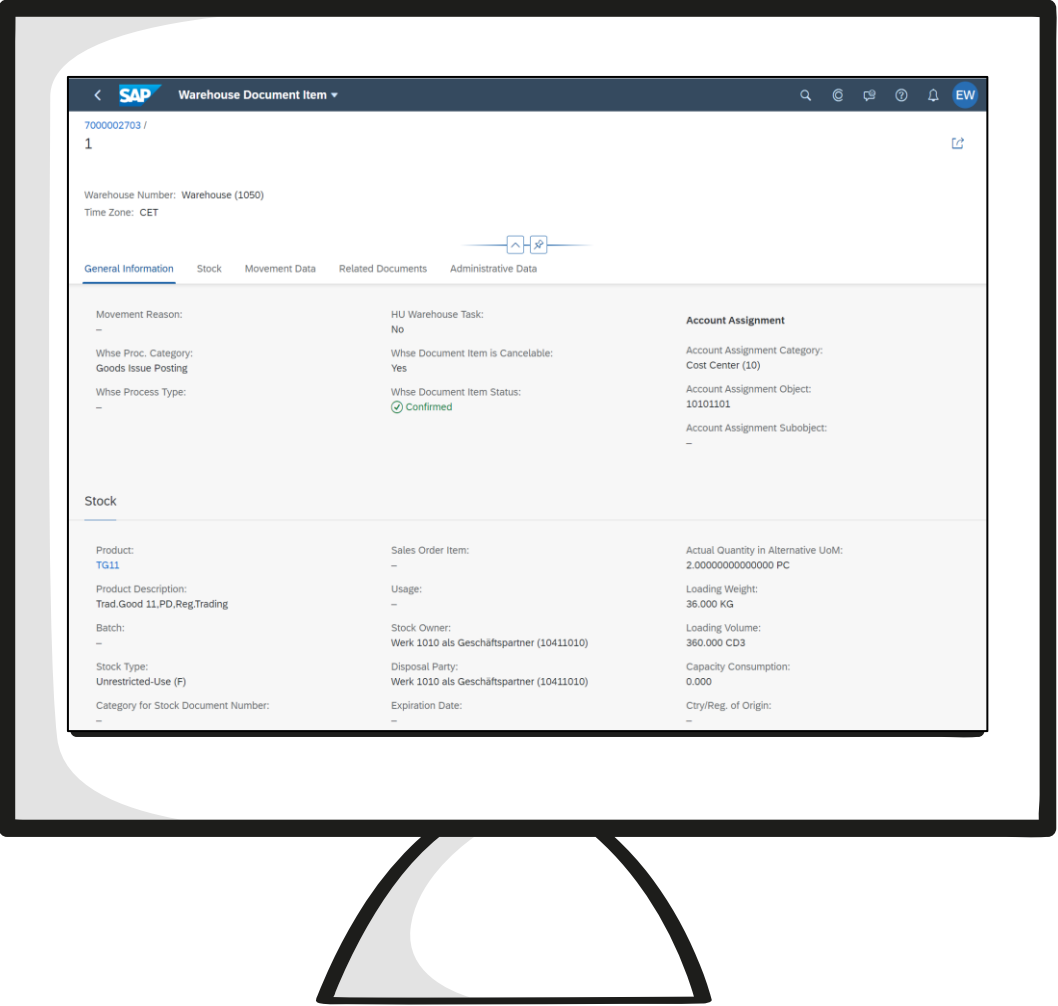 SAP Warehouse Document Item
EW
7000002703 /
1
Warehouse Number: Warehouse (1050)
Time Zone: CET
General Information Stock Movement Data Related Documents Administrative Data
Movement Reason:
–
Whse Proc. Category:
Goods Issue Posting
Whse Process Type:
–
HU Warehouse Task:
No
Whse Document Item is Cancelable:
Yes
Whse Document Item Status:
Confirmed
Account Assignment
Account Assignment Category:
Cost Center (10)
Account Assignment Object:
10101101
Account Assignment Subobject:
–
Stock
Product:
TG11
Product Description:
Trad.Good 11,PD,Reg.Trading
Batch:
–
Stock Type:
Unrestricted-Use (F)
Category for Stock Document Number:
–
Sales Order Item:
–
Usage:
–
Stock Owner:
Werk 1010 als Geschäftspartner (10411010)
Disposal Party:
Werk 1010 als Geschäftspartner (10411010)
Expiration Date:
–
Actual Quantity in Alternative UoM:
2.00000000000000 PC
Loading Weight:
36.000 KG
Loading Volume:
360.000 CD3
Capacity Consumption:
0.000
Ctry/Reg. of Origin:
–